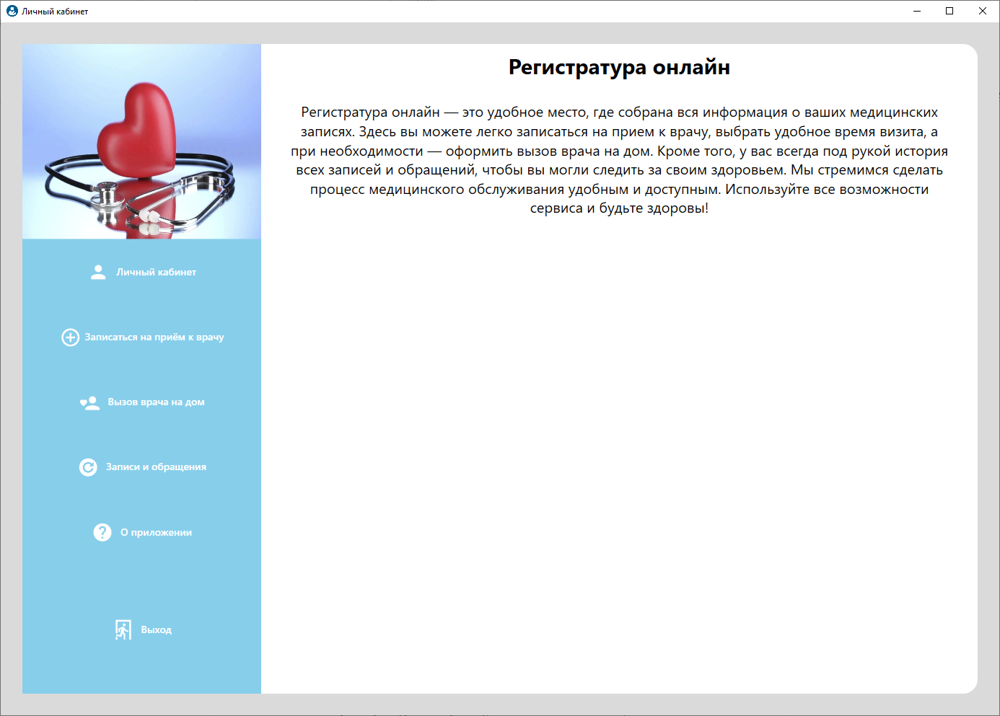 Личный кабинет
Регистратура онлайн
Регистратура онлайн — это удобное место, где собрана вся информация о ваших медицинских
записях. Здесь вы можете легко записаться на прием к врачу, выбрать удобное время визита, а
при необходимости — оформить вызов врача на дом. Кроме того, у вас всегда под рукой история
всех записей и обращений, чтобы вы могли следить за своим здоровьем. Мы стремимся сделать
процесс медицинского обслуживания удобным и доступным. Используйте все возможности
сервиса и будьте здоровы!
Личный кабинет
Записаться на приём к врачу
Вызов врача на дом
Записи и обращения
О приложении
Выход